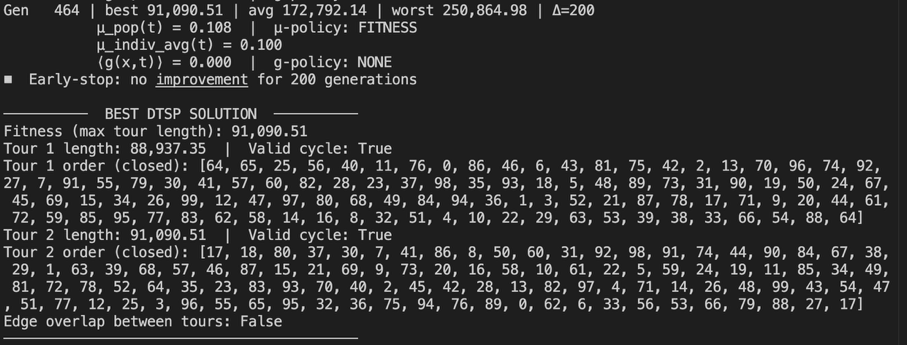 Gen   464 | best 91,090.51 | avg 172,792.14 | worst 250,864.98 | Δ=200
μ_pop(t) = 0.108  |  μ-policy: FITNESS
μ_indiv_avg(t) = 0.100
⟨g(x,t)⟩ = 0.000  |  g-policy: NONE
■  Early-stop: no improvement for 200 generations
────────── BEST DTSP SOLUTION ──────────
Fitness (max tour length): 91,090.51
Tour 1 length: 88,937.35  |  Valid cycle: True
Tour 1 order (closed): [64, 65, 25, 56, 40, 11, 76, 0, 86, 46, 6, 43, 81, 75, 42, 2, 13, 70, 96, 74, 92,
27, 7, 91, 55, 79, 30, 41, 57, 60, 82, 28, 23, 37, 98, 35, 93, 18, 5, 48, 89, 73, 31, 90, 19, 50, 24, 67,
45, 69, 15, 34, 26, 99, 12, 47, 97, 80, 68, 49, 84, 94, 36, 1, 3, 52, 21, 87, 78, 17, 71, 9, 20, 44, 61,
72, 59, 85, 95, 77, 83, 62, 58, 14, 16, 8, 32, 51, 4, 10, 22, 29, 63, 53, 39, 38, 33, 66, 54, 88, 64]
Tour 2 length: 91,090.51  |  Valid cycle: True
Tour 2 order (closed): [17, 18, 80, 37, 30, 7, 41, 86, 8, 50, 60, 31, 92, 98, 91, 74, 44, 90, 84, 67, 38,
29, 1, 63, 39, 68, 57, 46, 87, 15, 21, 69, 9, 73, 20, 16, 58, 10, 61, 22, 5, 59, 24, 19, 11, 85, 34, 49,
81, 72, 78, 52, 64, 35, 23, 83, 93, 70, 40, 2, 45, 42, 28, 13, 82, 97, 4, 71, 14, 26, 48, 99, 43, 54, 47
, 51, 77, 12, 25, 3, 96, 55, 65, 95, 32, 36, 75, 94, 76, 89, 0, 62, 6, 33, 56, 53, 66, 79, 88, 27, 17]
Edge overlap between tours: False